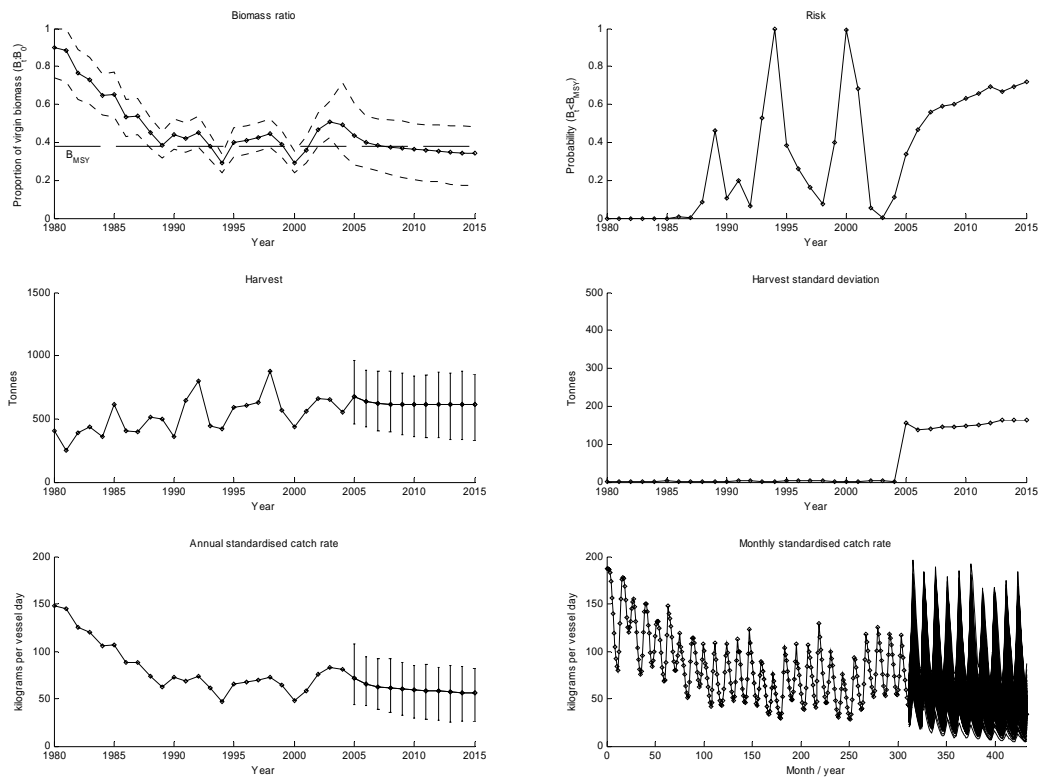 Biomass ratio
Proportion of virgin biomass (Bt:B0)
1
0.8
0.6
0.4
0.2
0
BMSY
1980 1985 1990 1995 2000 2005 2010 2015
Year
Risk
Probability (Bt<BMSY)
1
0.8
0.6
0.4
0.2
0
1980 1985 1990 1995 2000 2005 2010 2015
Year
Harvest
Tonnes
1500
1000
500
0
1980 1985 1990 1995 2000 2005 2010 2015
Year
Harvest standard deviation
Tonnes
500
400
300
200
100
0
1980 1985 1990 1995 2000 2005 2010 2015
Year
Annual standardised catch rate
kilograms per vessel day
200
150
100
50
0
1980 1985 1990 1995 2000 2005 2010 2015
Year
Monthly standardised catch rate
kilograms per vessel day
200
150
100
50
0
0 50 100 150 200 250 300 350 400
Month / year